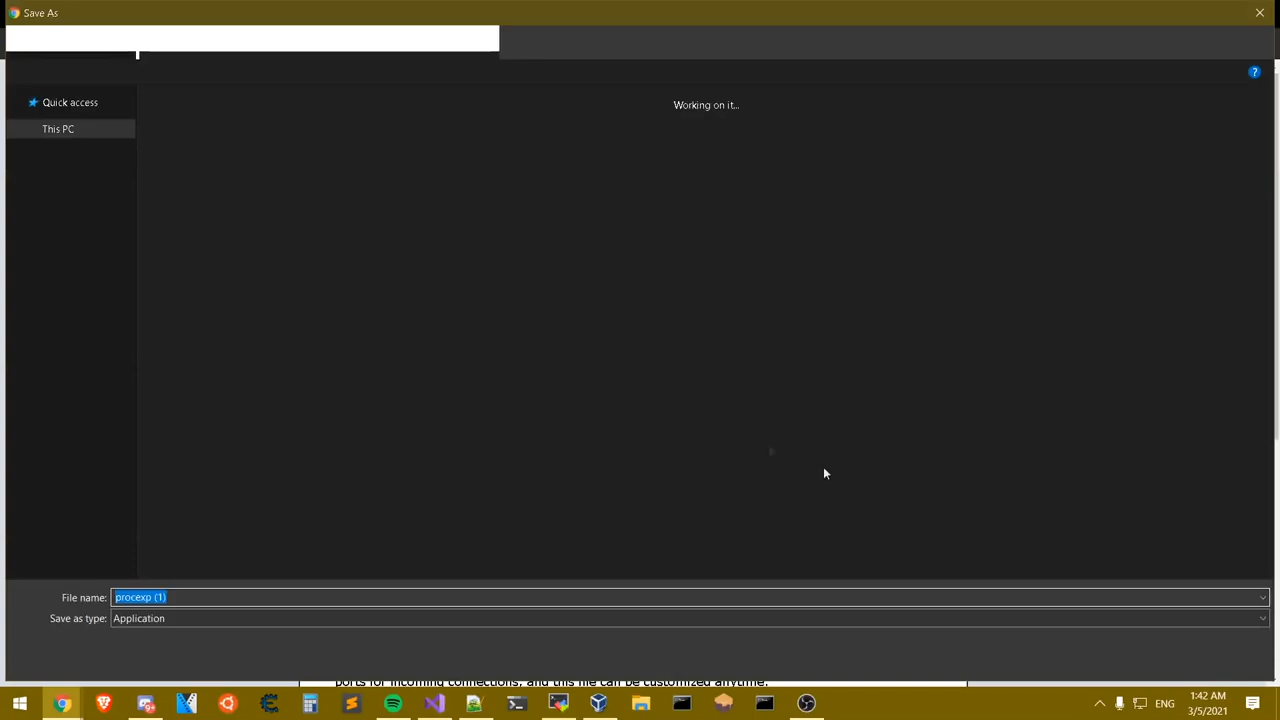 Save As
Quick access
This PC
Working on it...
File name:
procexp (1)
Save as type:
Application
ports for incoming connections, and this file can be customized anytime.
ENG
1:42 AM
3/5/2021